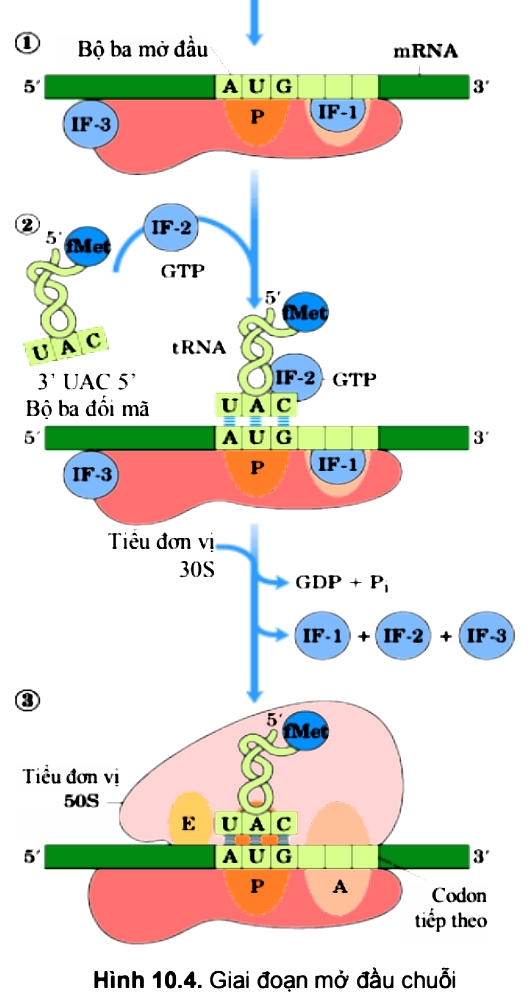 ①
Bộ ba mở đầu
mRNA
5′ A U G 3′
IF-3 P IF-1
②
5′ fMet
IF-2
GTP
U A C
3’ UAC 5’
Bộ ba đối mã
5′ fMet
tRNA
IF-2 GTP
U A C
5′ A U G 3′
IF-3 P IF-1
Tiểu đơn vị
30S
GDP + P₁
IF-1 + IF-2 + IF-3
③
5′ fMet
Tiểu đơn vị
50S
E U A C
5′ A U G 3′
P A
Codon
tiếp theo
Hình 10.4. Giai đoạn mở đầu chuỗi